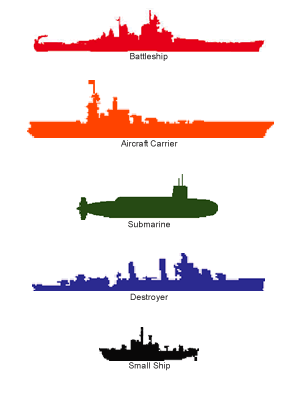 Battleship
Aircraft Carrier
Submarine
Destroyer
Small Ship